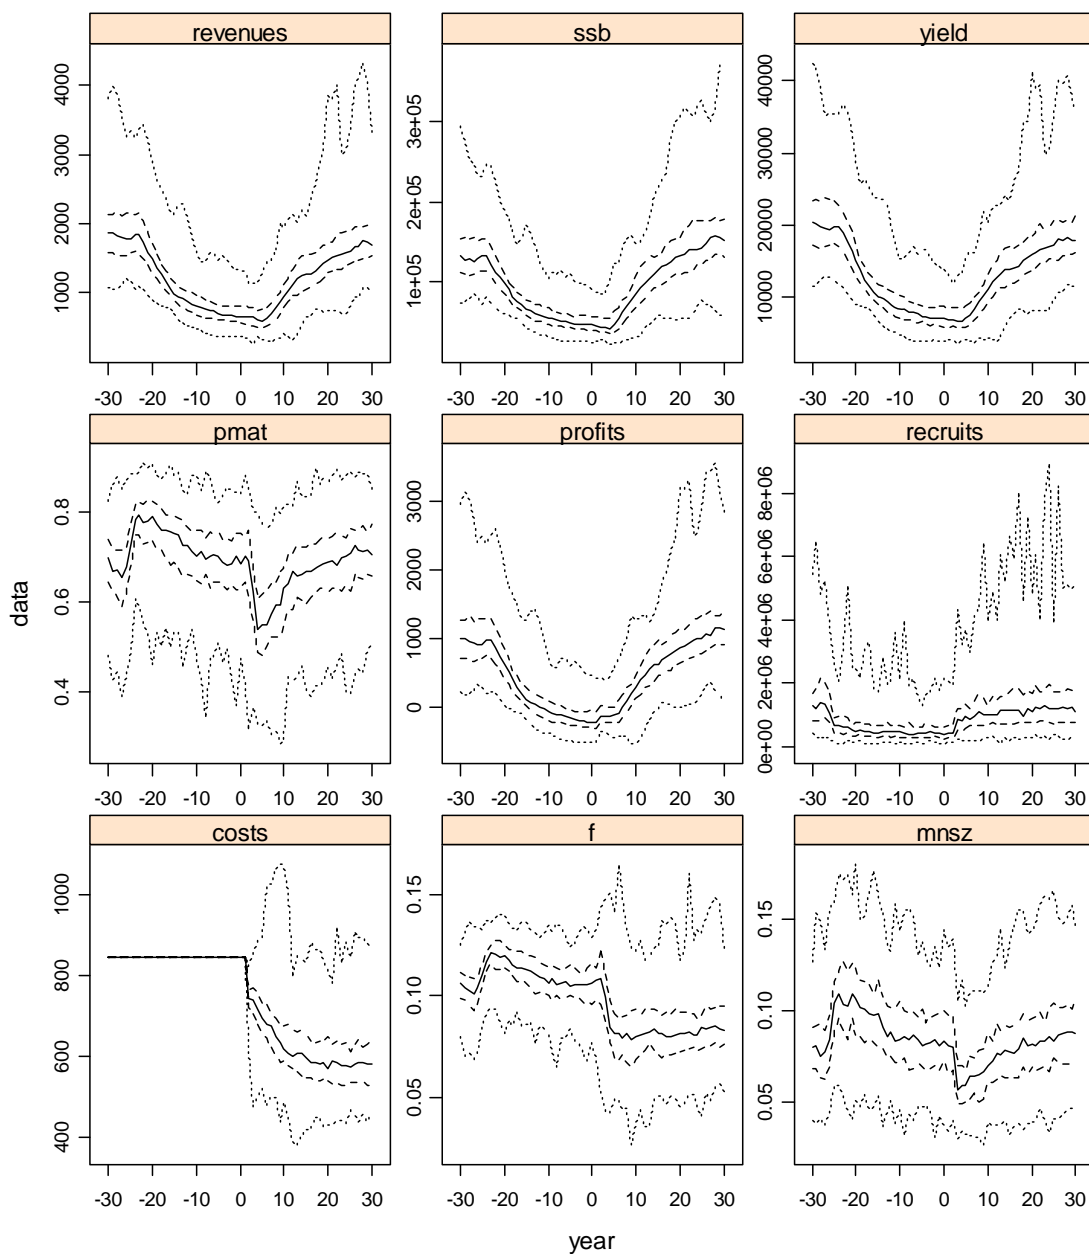 revenues ssb yield
4000 3000 2000 1000
3e+05 2e+05 1e+05
40000 30000 20000 10000
-30 -20 -10 0 10 20 30 -30 -20 -10 0 10 20 30 -30 -20 -10 0 10 20 30
pmat profits recruits
0.8 0.6 0.4
3000 2000 1000 0
8e+06 6e+06 4e+06 2e+06 0e+00
-30 -20 -10 0 10 20 30 -30 -20 -10 0 10 20 30 -30 -20 -10 0 10 20 30
data
costs f mnsz
1000 800 600 400
0.15 0.10 0.05
0.15 0.10 0.05
-30 -20 -10 0 10 20 30 -30 -20 -10 0 10 20 30 -30 -20 -10 0 10 20 30
year